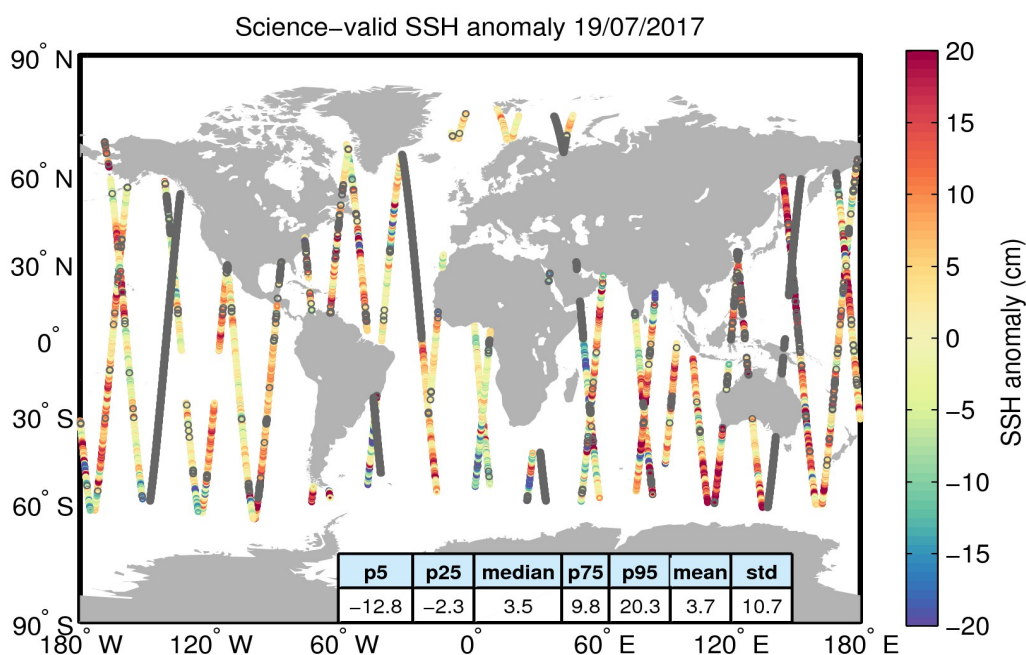 Science−valid SSH anomaly 19/07/2017
90° N
60° N
30° N
0°
30° S
60° S
90° S
180° W
120° W
60° W
0°
60° E
120° E
180° E
p5 p25 median p75 p95 mean std
−12.8 −2.3 3.5 9.8 20.3 3.7 10.7
20
15
10
5
0
−5
−10
−15
−20
SSH anomaly (cm)